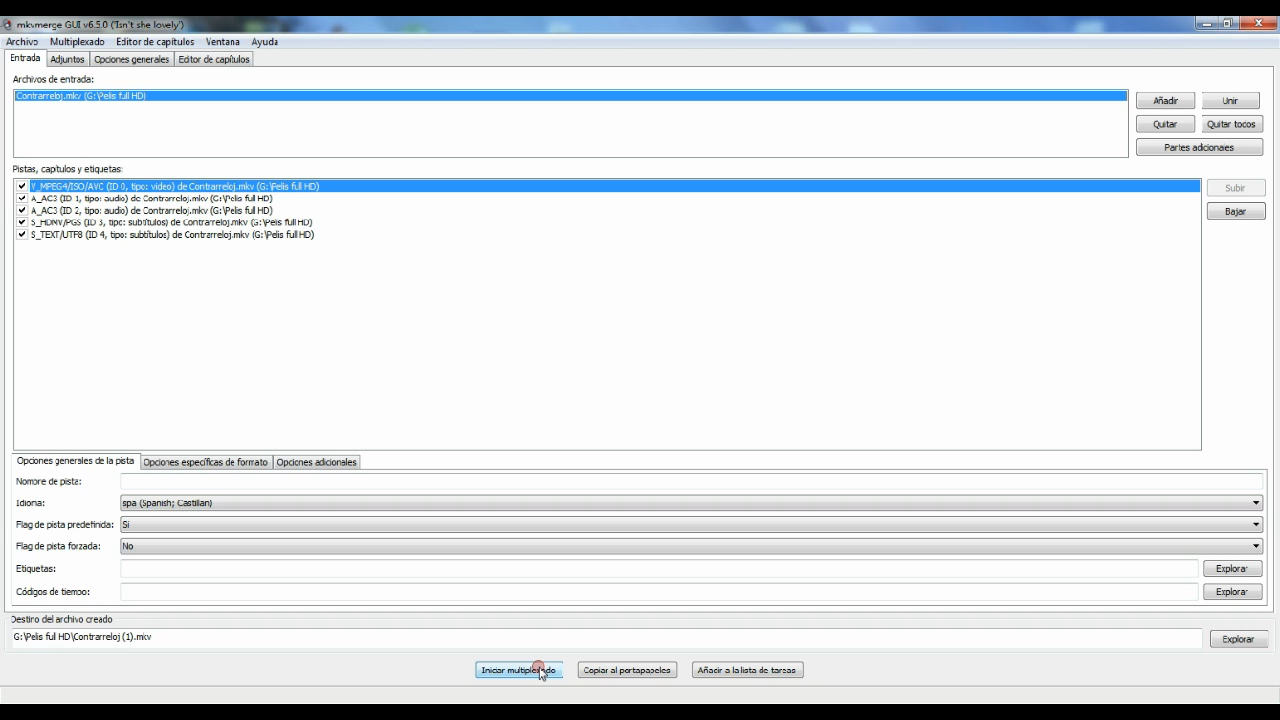 mkvmerge GUI v6.5.0 ('Isn't she lovely')
Archivo Multiplexado Editor de capítulos Ventana Ayuda
Entrada Adjuntos Opciones generales Editor de capítulos
Archivos de entrada:
Contrarreloj.mkv (G:\Pelis full HD)
Añadir Unir
Quitar Quitar todos
Partes adicionales
Pistas, capítulos y etiquetas:
V_MPEG4/ISO/AVC (ID 0, tipo: vídeo) de Contrarreloj.mkv (G:\Pelis full HD)
A_AC3 (ID 1, tipo: audio) de Contrarreloj.mkv (G:\Pelis full HD)
A_AC3 (ID 2, tipo: audio) de Contrarreloj.mkv (G:\Pelis full HD)
S_HDMV/PGS (ID 3, tipo: subtítulos) de Contrarreloj.mkv (G:\Pelis full HD)
S_TEXT/UTF8 (ID 4, tipo: subtítulos) de Contrarreloj.mkv (G:\Pelis full HD)
Subir
Bajar
Opciones generales de la pista Opciones específicas de formato Opciones adicionales
Nombre de pista:
Idioma: spa (Spanish; Castilian)
Flag de pista predefinida: Sí
Flag de pista forzada: No
Etiquetas: Explorar
Códigos de tiempo: Explorar
Destino del archivo creado
G:\Pelis full HD\Contrarreloj (1).mkv Explorar
Iniciar multiplexado Copiar al portapapeles Añadir a la lista de tareas